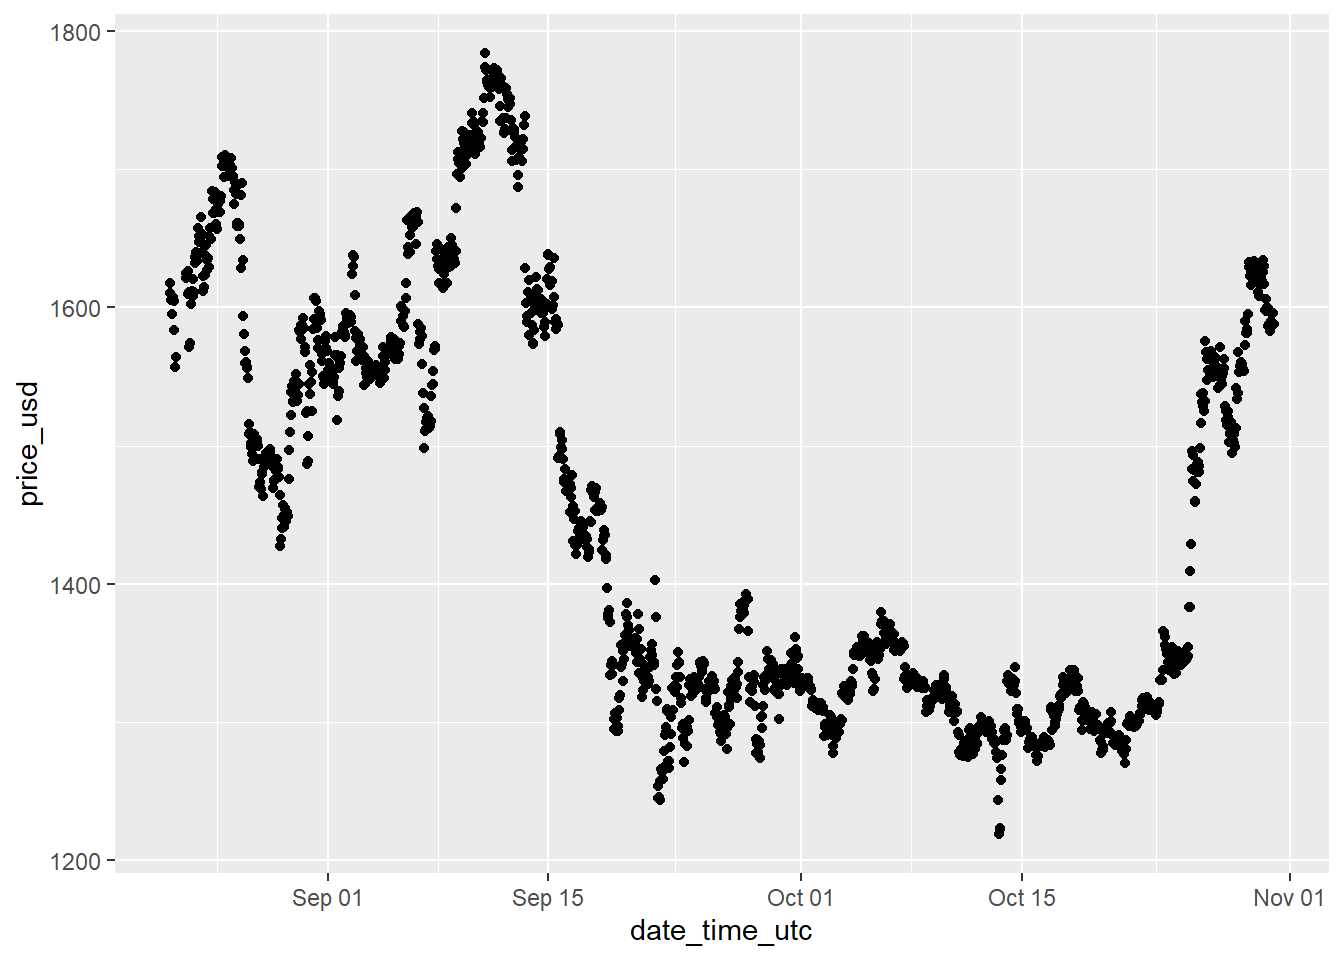 1800
1600
1400
1200
price_usd
Sep 01
Sep 15
Oct 01
Oct 15
Nov 01
date_time_utc